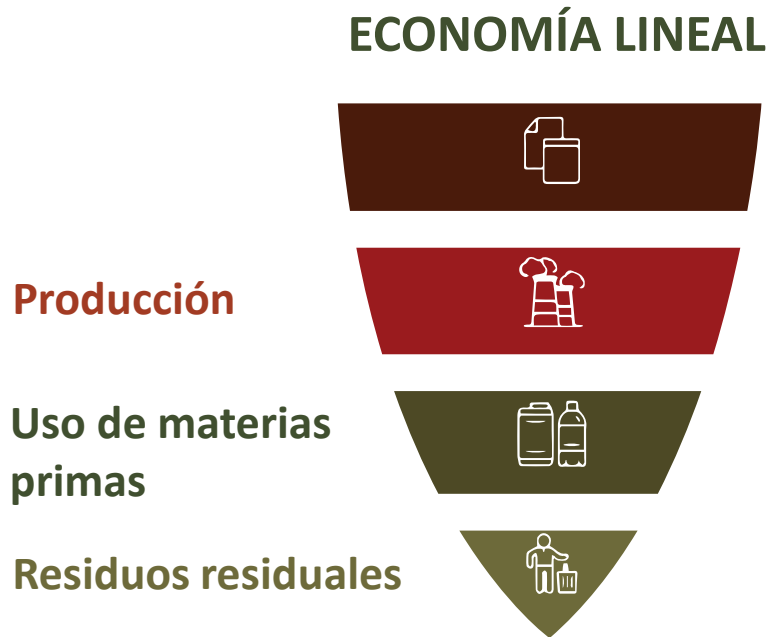 ECONOMÍA LINEAL
Producción
Uso de materias
primas
Residuos residuales